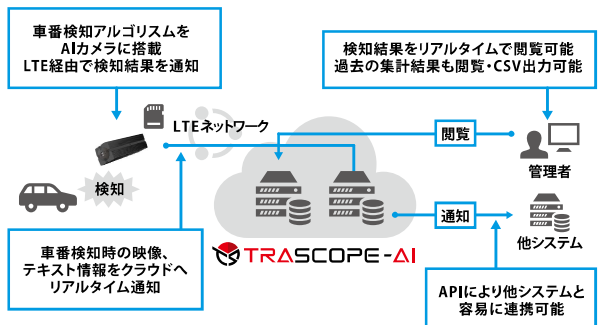 車番検知アルゴリスムを
AIカメラに搭載
LTE経由で検知結果を通知
検知結果をリアルタイムで閲覧可能
過去の集計結果も閲覧・CSV出力可能
LTEネットワーク
閲覧
管理者
検知
通知
他システム
TRASCOPE-AI
車番検知時の映像、
テキスト情報をクラウドへ
リアルタイム通知
APIにより他システムと
容易に連携可能